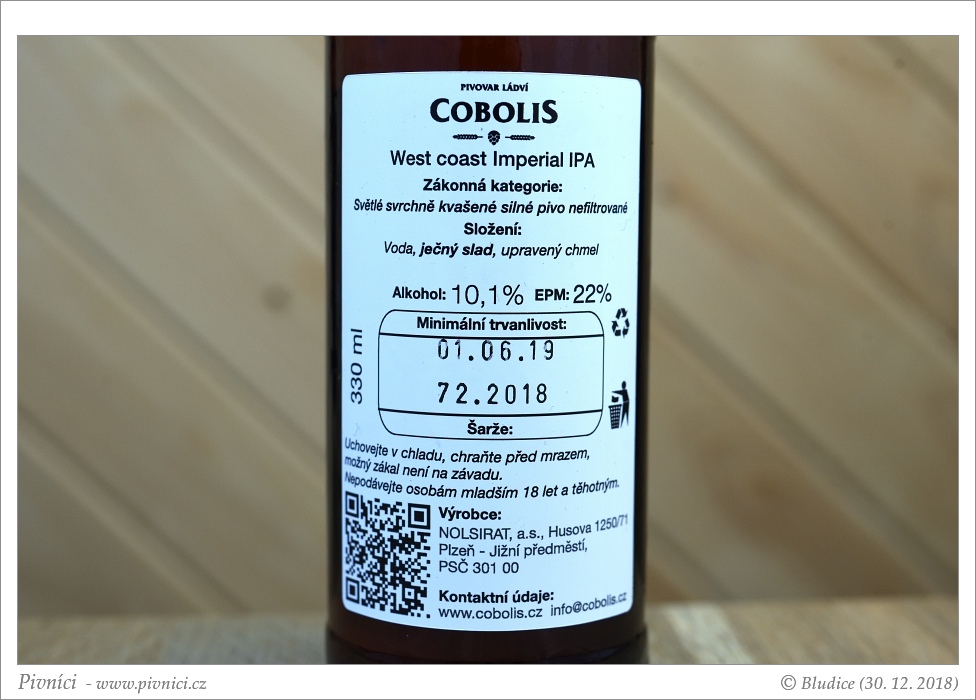 PIVOVAR LÁDVÍ
COBOLIS
West coast Imperial IPA
Zákonná kategorie:
Světlé svrchně kvašené silné pivo nefiltrované
Složení:
Voda, ječný slad, upravený chmel
Alkohol: 10,1% EPM: 22%
Minimální trvanlivost:
01.06.19
72.2018
Šarže:
330 ml
Uchovejte v chladu, chraňte před mrazem,
možný zákal není na závadu.
Nepodávejte osobám mladším 18 let a těhotným.
Výrobce:
NOLSIRAT, a.s., Husova 1250/71
Plzeň - Jižní předměstí,
PSČ 301 00
Kontaktní údaje:
www.cobolis.cz info@cobolis.cz
Pivníci - www.pivnici.cz
© Bludice (30. 12. 2018)